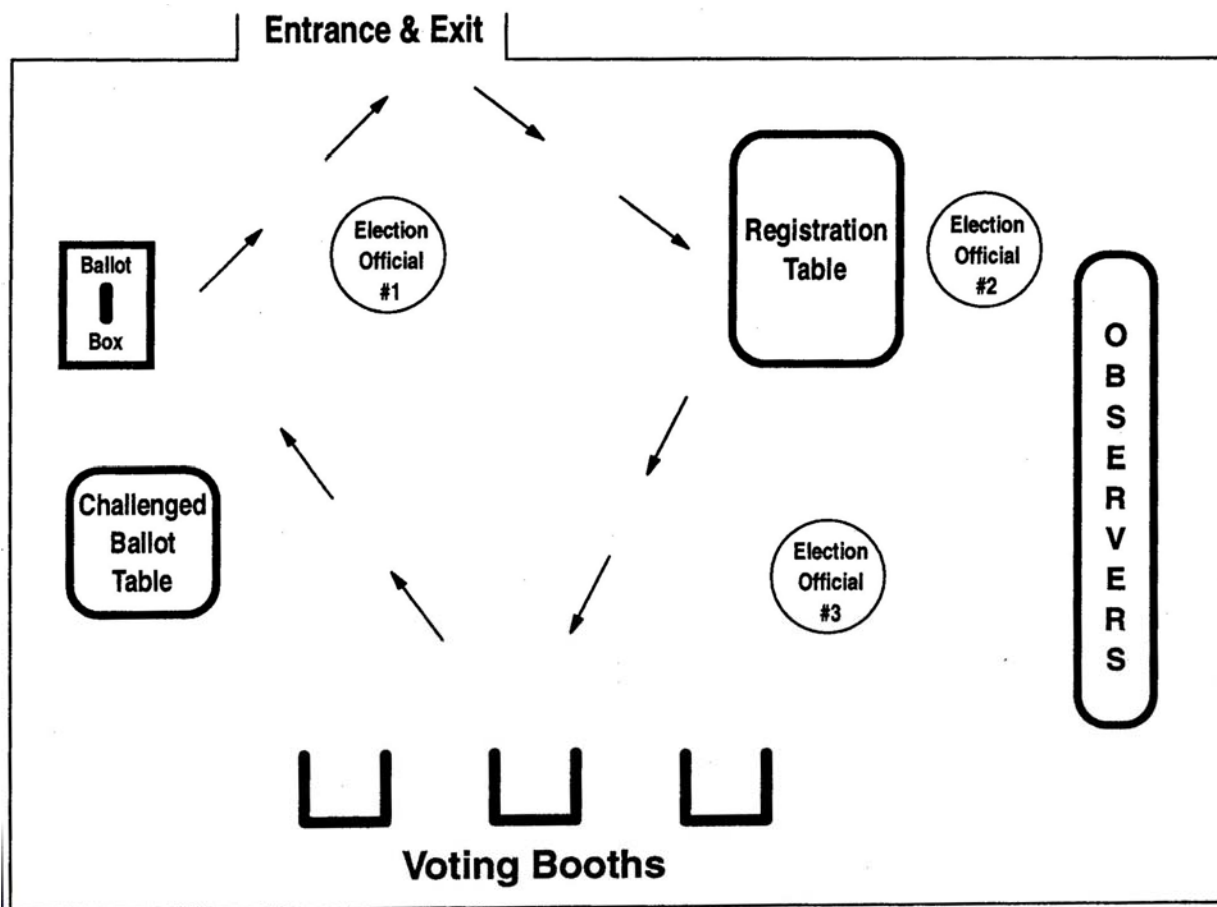 Entrance & Exit
Election
Official
#1
Registration
Table
Election
Official
#2
Ballot
Box
O
B
S
E
R
V
E
R
S
Challenged
Ballot
Table
Election
Official
#3
Voting Booths